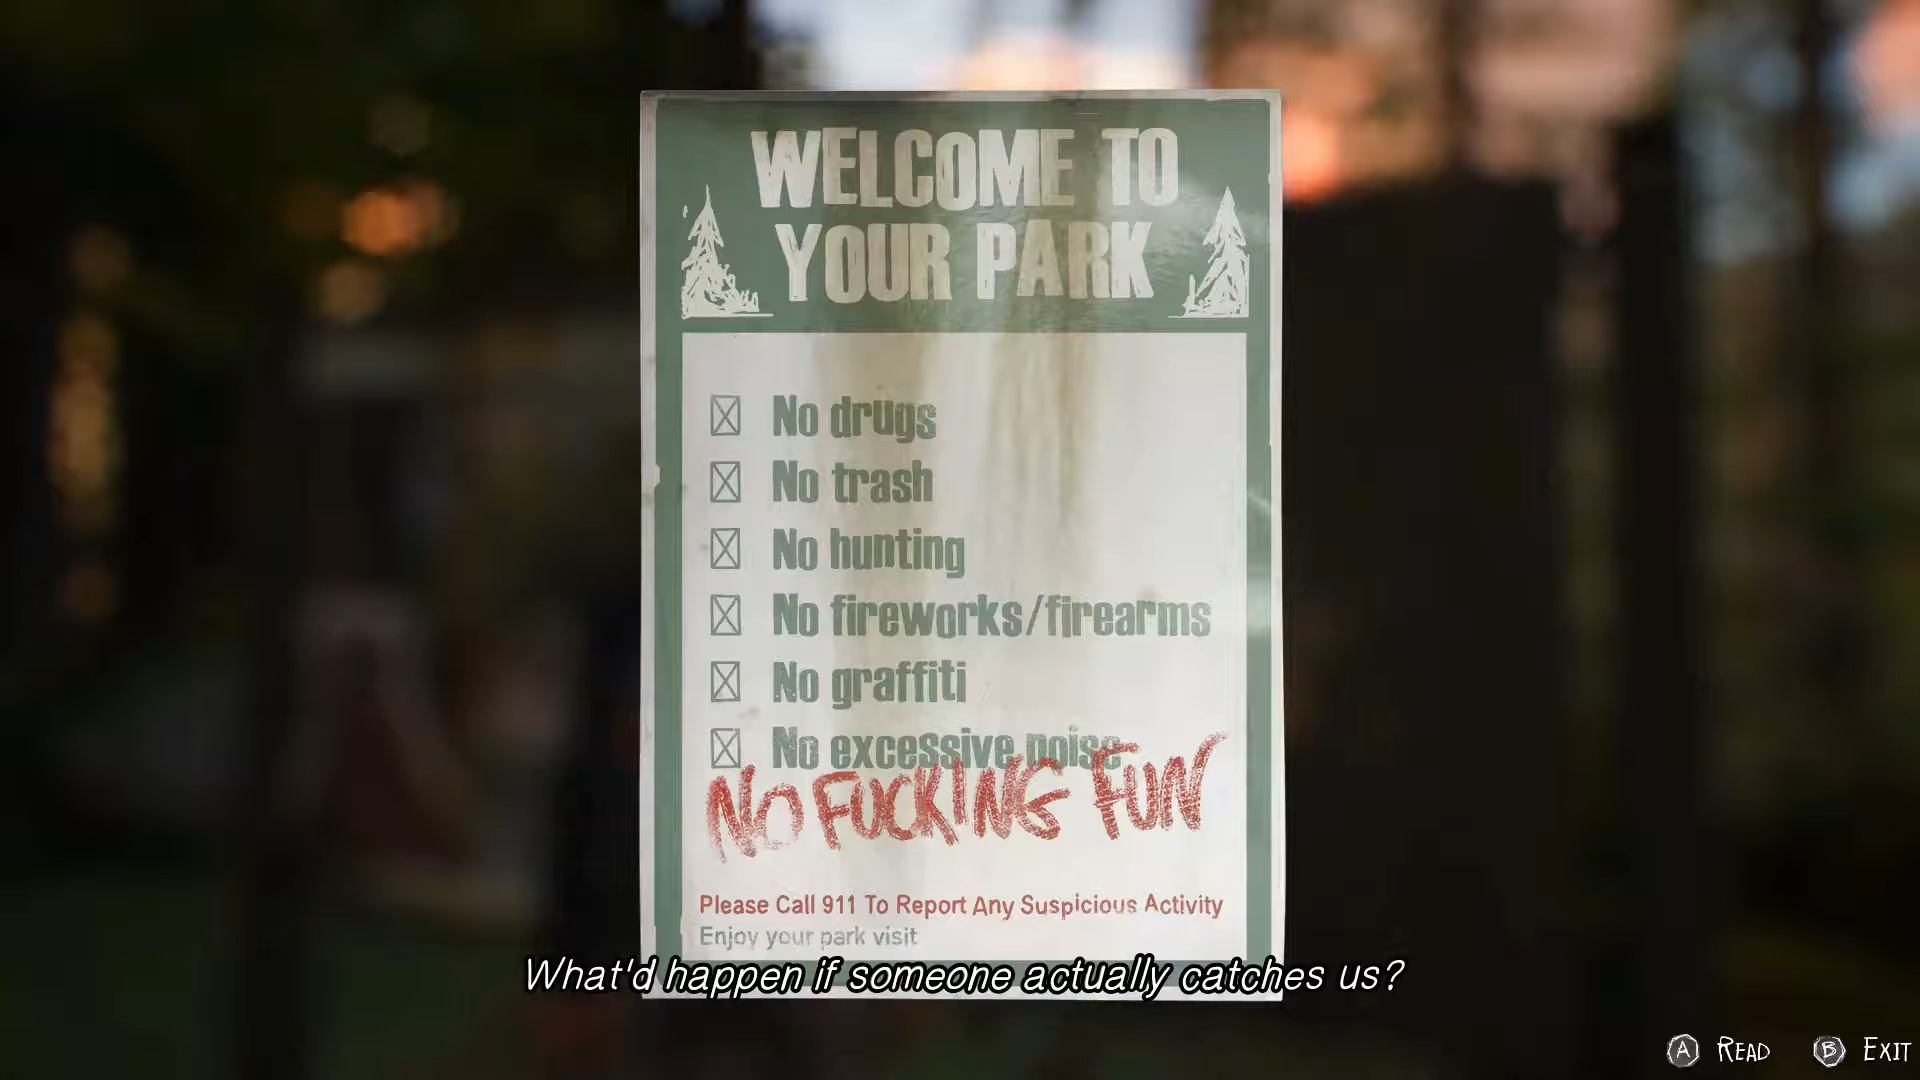 WELCOME TO
YOUR PARK
No drugs
No trash
No hunting
No fireworks/firearms
No graffiti
No excessive noise
NO FUCKING FUN
Please Call 911 To Report Any Suspicious Activity
Enjoy your park visit
What'd happen if someone actually catches us?
A READ B EXIT